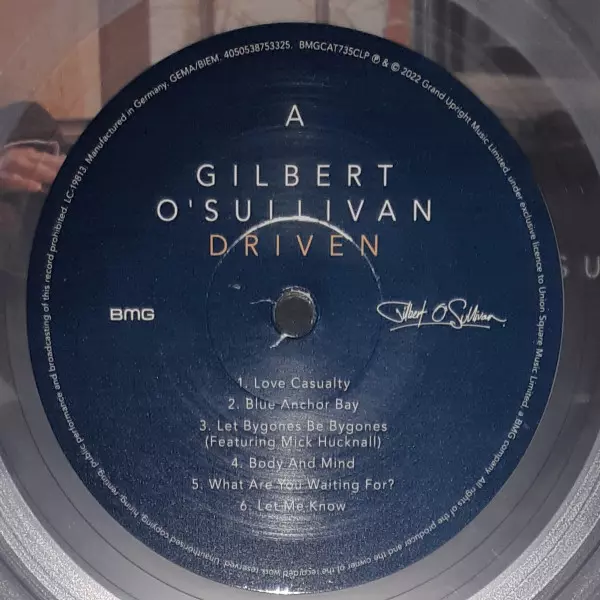 A
GILBERT
O'SULLIVAN
DRIVEN
BMG
Gilbert O'Sullivan.
1. Love Casualty
2. Blue Anchor Bay
3. Let Bygones Be Bygones
(Featuring Mick Hucknall)
4. Body And Mind
5. What Are You Waiting For?
6. Let Me Know
LC-19813. Manufactured in Germany. GEMA/BIEM. 4050538753325. BMGCAT735CLP ℗ & © 2022 Grand Upright Music Limited, under exclusive licence to Union Square Music Limited, a BMG company. All rights of the producer and of the owner of the recorded work reserved. Unauthorised copying, hiring, renting, public performance and broadcasting of this record prohibited.
S U